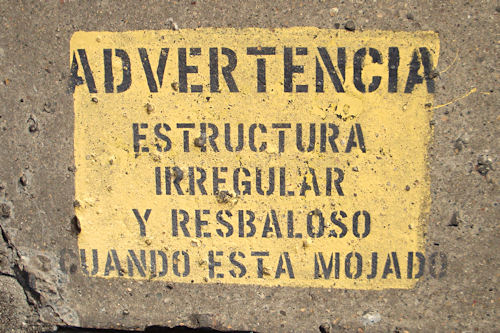 ADVERTENCIA
ESTRUCTURA
IRREGULAR
Y RESBALOSO
CUANDO ESTA MOJADO